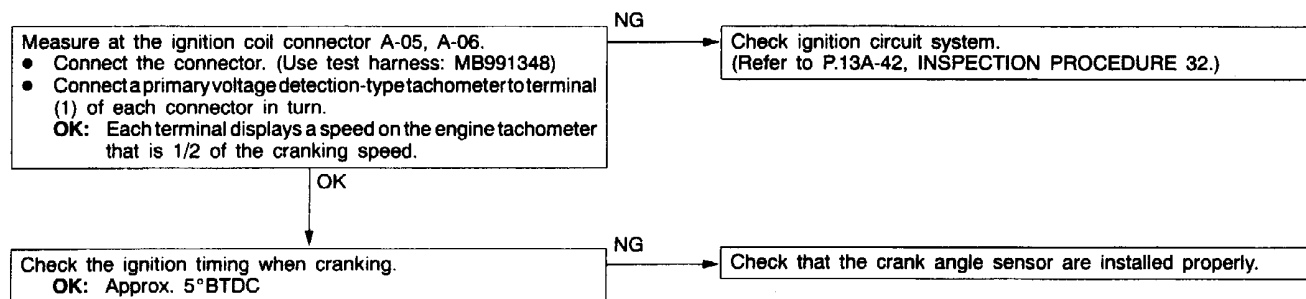 NG
Measure at the ignition coil connector A-05, A-06.
● Connect the connector. (Use test harness: MB991348)
● Connect a primary voltage detection-type tachometer to terminal
(1) of each connector in turn.
OK: Each terminal displays a speed on the engine tachometer
that is 1/2 of the cranking speed.
Check ignition circuit system.
(Refer to P.13A-42, INSPECTION PROCEDURE 32.)
OK
NG
Check the ignition timing when cranking.
OK: Approx. 5°BTDC
Check that the crank angle sensor are installed properly.